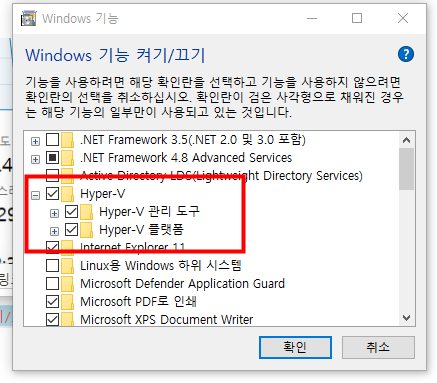 Windows 기능
Windows 기능 켜기/끄기
기능을 사용하려면 해당 확인란을 선택하고 기능을 사용하지 않으려면
확인란의 선택을 취소하십시오. 확인란이 검은 사각형으로 채워진 경우
는 해당 기능의 일부만이 사용되고 있는 것입니다.
.NET Framework 3.5(.NET 2.0 및 3.0 포함)
.NET Framework 4.8 Advanced Services
Active Directory LDS(Lightweight Directory Services)
Hyper-V
Hyper-V 관리 도구
Hyper-V 플랫폼
Internet Explorer 11
Linux용 Windows 하위 시스템
Microsoft Defender Application Guard
Microsoft PDF로 인쇄
Microsoft XPS Document Writer
확인
취소